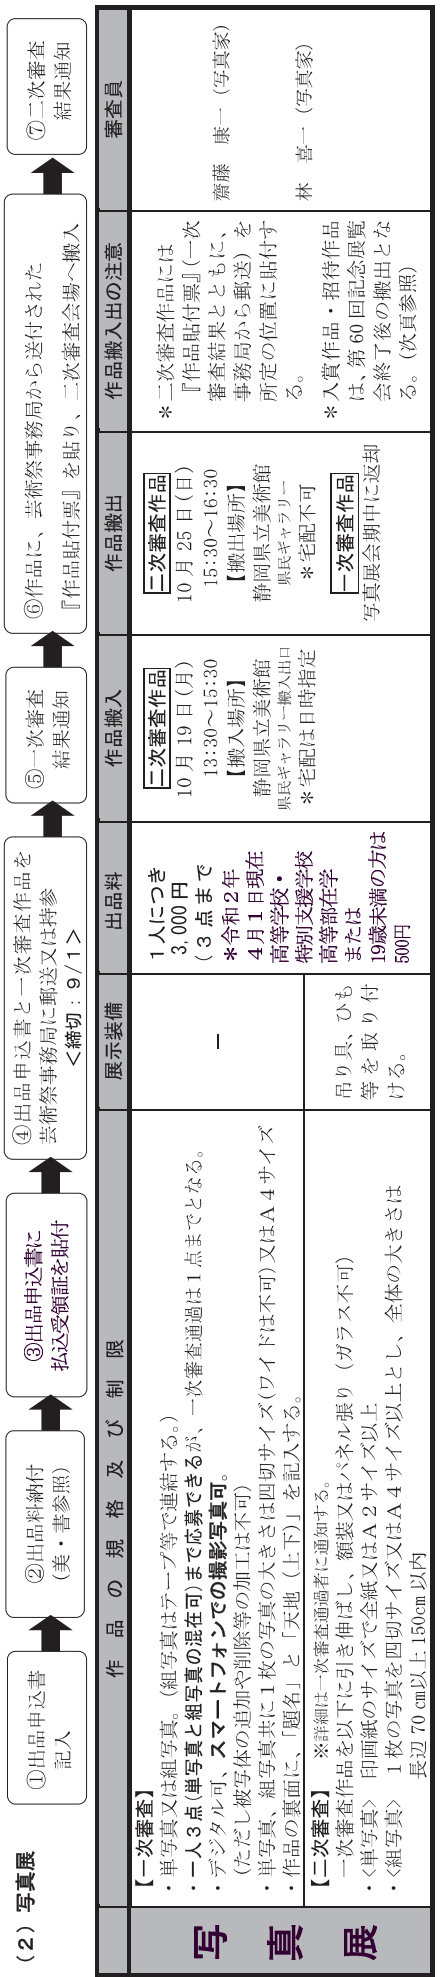 （２）写真展
①出品申込書
記入
②出品料納付
（美・書参照）
③出品申込書に
払込受領証を貼付
④出品申込書と一次審査作品を
芸術祭事務局に郵送又は持参
＜締切：９/１＞
⑤一次審査
結果通知
⑥作品に、芸術祭事務局から送付された
『作品貼付票』を貼り、二次審査会場へ搬入
⑦二次審査
結果通知
作品の規格及び制限
展示装備
出品料
作品搬入
作品搬出
作品搬入出の注意
審査員
写真展
【一次審査】
・単写真又は組写真。（組写真はテープ等で連結する。）
・一人３点(単写真と組写真の混在可)まで応募できるが、一次審査通過は１点までとなる。
・デジタル可、スマートフォンでの撮影写真可。
（ただし被写体の追加や削除等の加工は不可）
・単写真、組写真共に１枚の写真の大きさは四切サイズ(ワイドは不可)又はＡ４サイズ
・作品の裏面に、「題名」と「天地（上下）」を記入する。
【二次審査】　※詳細は一次審査通過者に通知する。
一次審査作品を以下に引き伸ばし、額装又はパネル張り（ガラス不可）
・＜単写真＞　印画紙のサイズで全紙又はＡ２サイズ以上
・＜組写真＞　１枚の写真を四切サイズ又はＡ４サイズ以上とし、全体の大きさは
長辺 70 cm以上 150cm 以内
－
吊り具、ひも
等を取り付
ける。
１人につき
3,000 円
（３点まで
＊令和２年
４月１日現在
高等学校・
特別支援学校
高等部在学
または
19歳未満の方は
500円
二次審査作品
10 月 19 日（月）
13:30～15:30
【搬入場所】
静岡県立美術館
県民ギャラリー搬入出口
＊宅配は日時指定
二次審査作品
10 月 25 日（日）
15:30～16:30
【搬出場所】
静岡県立美術館
県民ギャラリー
＊宅配不可
一次審査作品
写真展会期中に返却
＊二次審査作品には
『作品貼付票』（一次
審査結果とともに、
事務局から郵送）を
所定の位置に貼付す
る。
＊入賞作品・招待作品
は、第 60 回記念展覧
会終了後の搬出とな
る。（次頁参照）
齋藤　康一（写真家）
林　喜一（写真家）